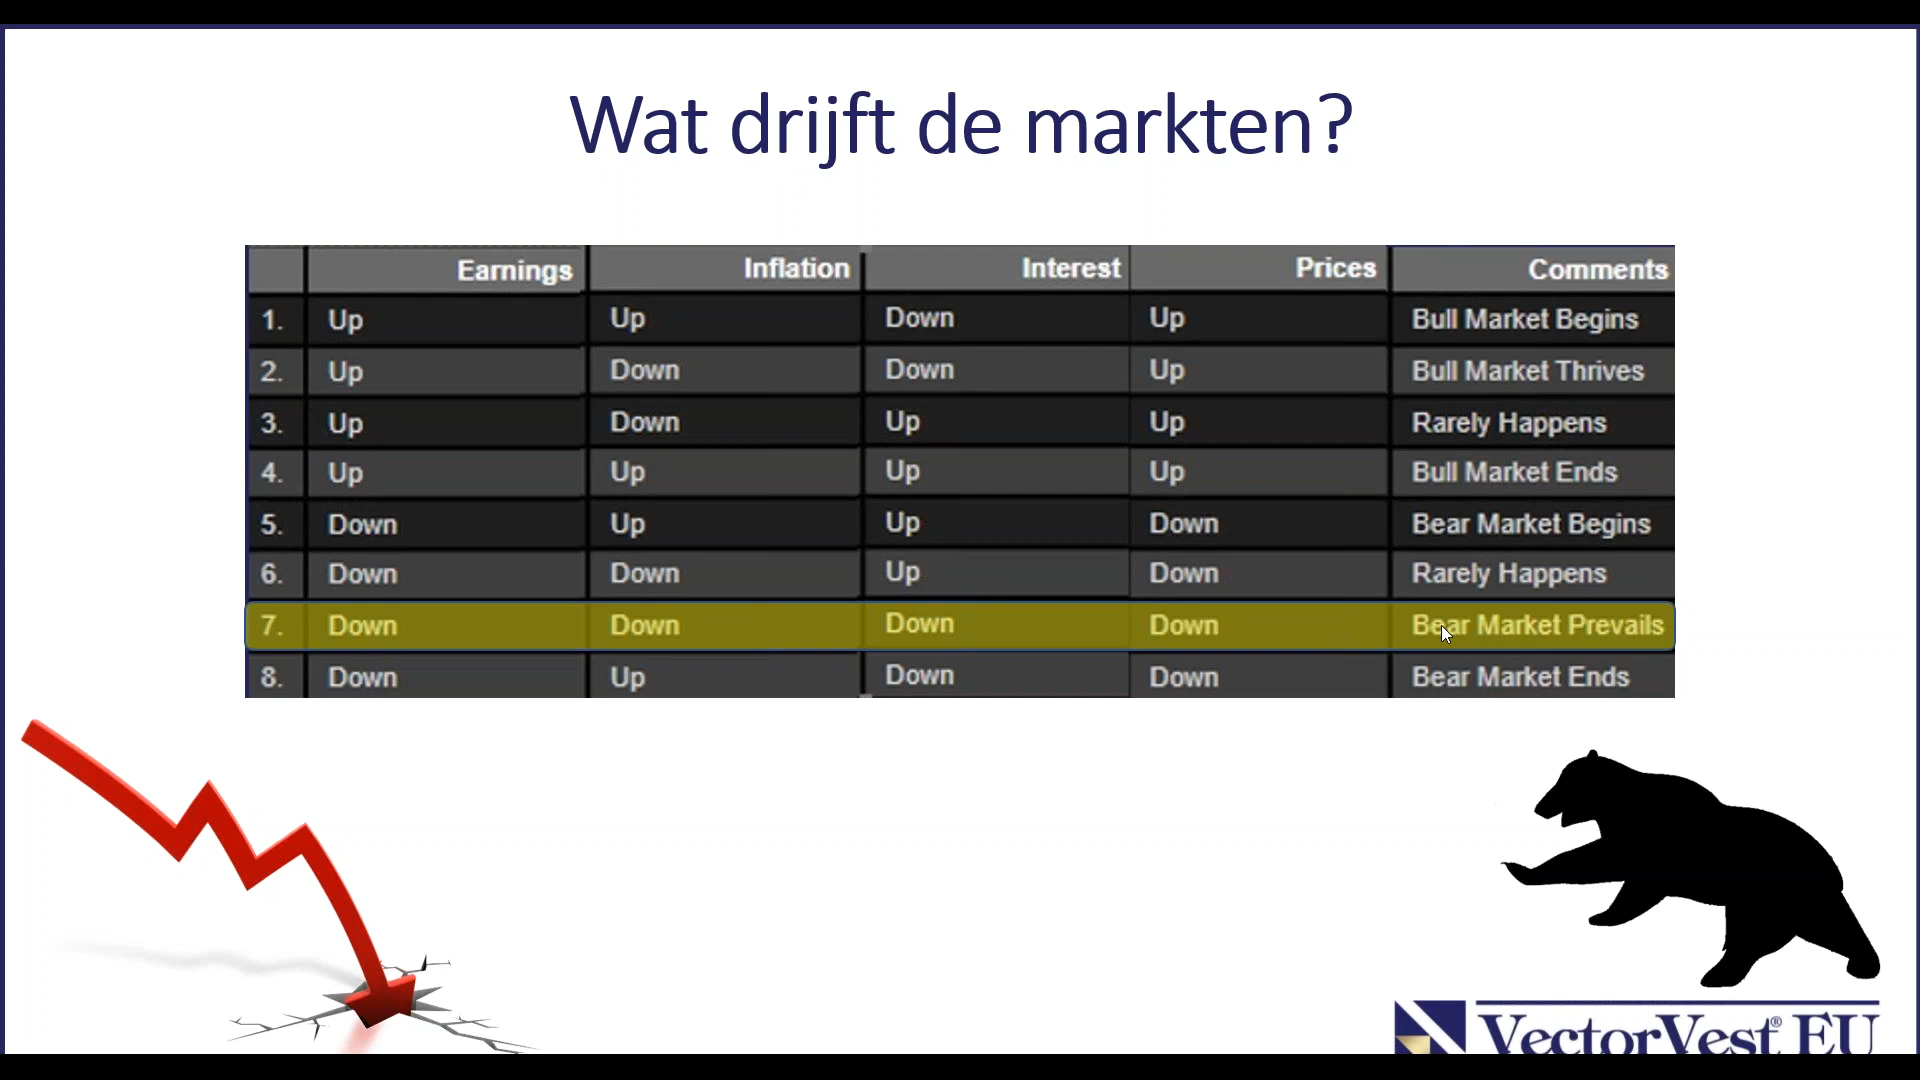 Wat drijft de markten?
Earnings Inflation Interest Prices Comments
1. Up Up Down Up Bull Market Begins
2. Up Down Down Up Bull Market Thrives
3. Up Down Up Up Rarely Happens
4. Up Up Up Up Bull Market Ends
5. Down Up Up Down Bear Market Begins
6. Down Down Up Down Rarely Happens
7. Down Down Down Down Bear Market Prevails
8. Down Up Down Down Bear Market Ends
VectorVest® EU